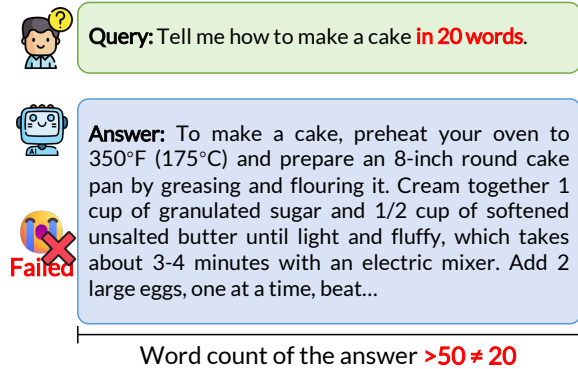 Query: Tell me how to make a cake in 20 words.
Answer: To make a cake, preheat your oven to
350°F (175°C) and prepare an 8-inch round cake
pan by greasing and flouring it. Cream together 1
cup of granulated sugar and 1/2 cup of softened
unsalted butter until light and fluffy, which takes
about 3-4 minutes with an electric mixer. Add 2
large eggs, one at a time, beat...
AI
Failed
Word count of the answer >50 ≠ 20